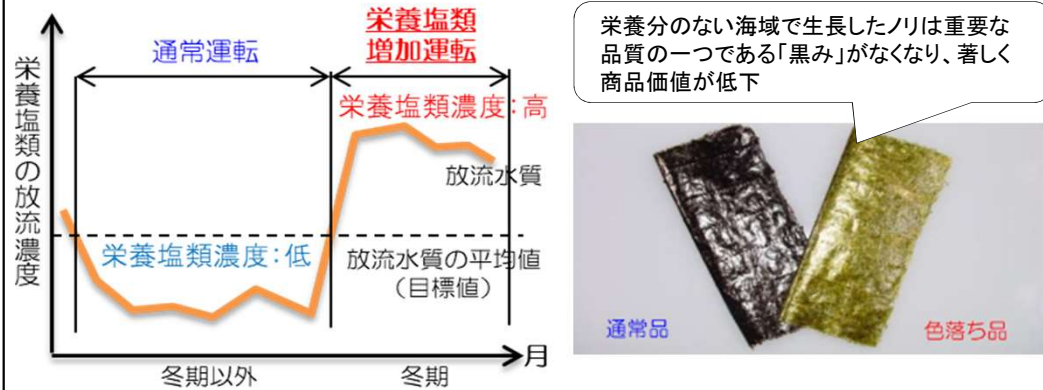 栄養塩類
増加運転
通常運転
栄養塩類の放流濃度
栄養塩類濃度:高
放流水質
栄養塩類濃度:低
放流水質の平均値
(目標値)
月
冬期以外
冬期
栄養分のない海域で生長したノリは重要な
品質の一つである「黒み」がなくなり、著しく
商品価値が低下
通常品
色落ち品